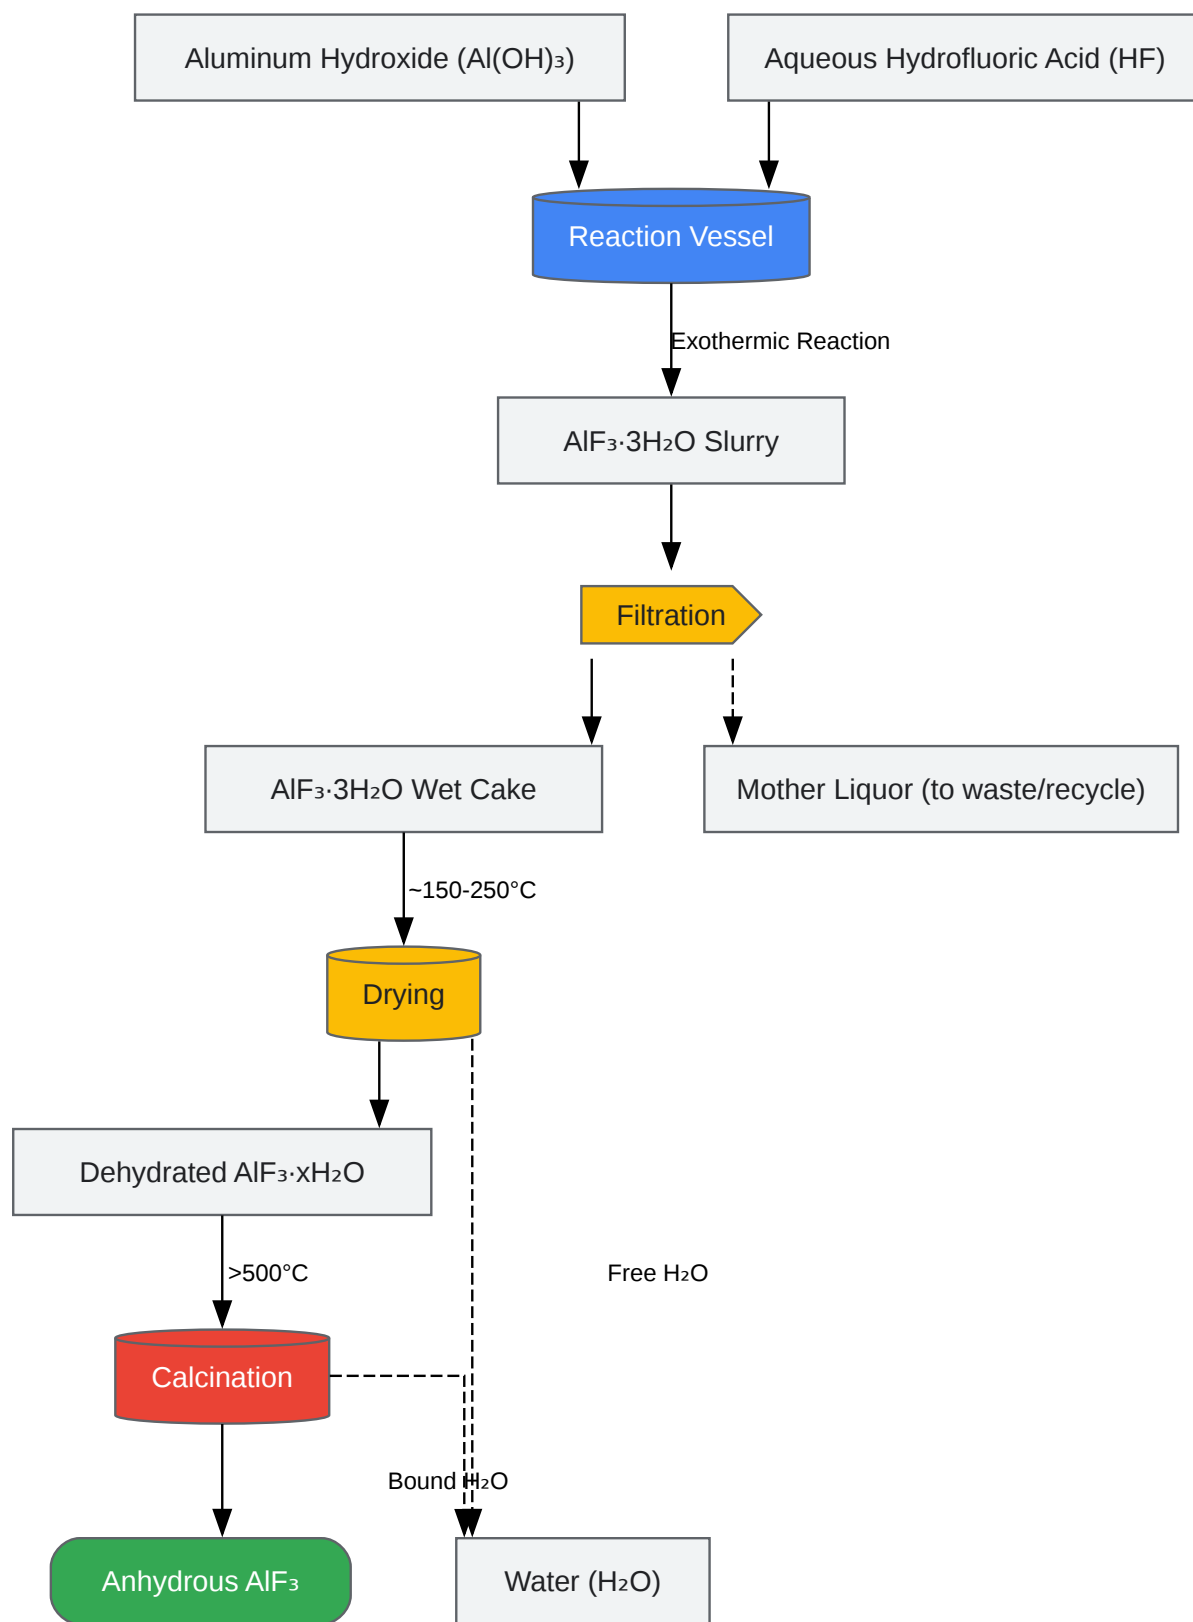 Aluminum Hydroxide (Al(OH)₃)
Aqueous Hydrofluoric Acid (HF)
Reaction Vessel
Exothermic Reaction
AlF₃·3H₂O Slurry
Filtration
AlF₃·3H₂O Wet Cake
Mother Liquor (to waste/recycle)
~150-250°C
Drying
Dehydrated AlF₃·xH₂O
>500°C
Free H₂O
Calcination
Bound H₂O
Anhydrous AlF₃
Water (H₂O)